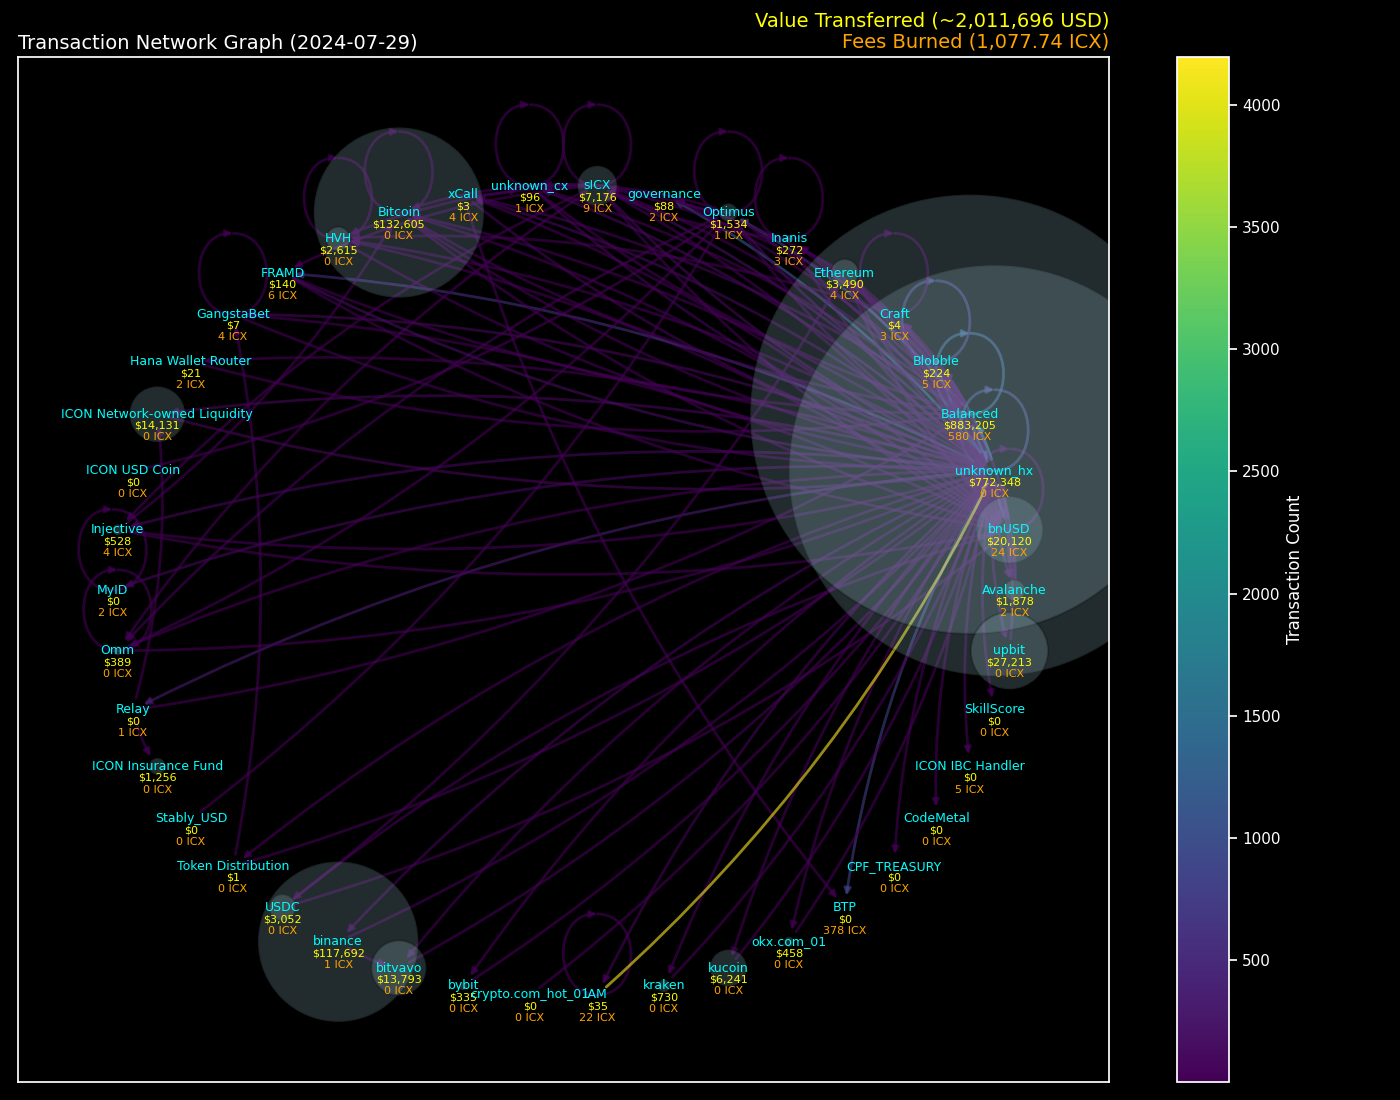 Value Transferred (~2,011,696 USD)
Transaction Network Graph (2024-07-29)
Fees Burned (1,077.74 ICX)
unknown_cx
$96
1 ICX
sICX
$7,176
9 ICX
xCall
$3
4 ICX
governance
$88
2 ICX
Bitcoin
$132,605
0 ICX
Optimus
$1,534
1 ICX
HVH
$2,615
0 ICX
Inanis
$272
3 ICX
FRAMD
$140
6 ICX
Ethereum
$3,490
4 ICX
GangstaBet
$7
4 ICX
Craft
$4
3 ICX
Hana Wallet Router
$21
2 ICX
Blobble
$224
5 ICX
ICON Network-owned Liquidity
$14,131
0 ICX
Balanced
$883,205
580 ICX
ICON USD Coin
$0
0 ICX
unknown_hx
$772,348
0 ICX
Injective
$528
4 ICX
bnUSD
$20,120
24 ICX
MyID
$0
2 ICX
Avalanche
$1,878
2 ICX
Omm
$389
0 ICX
upbit
$27,213
0 ICX
Relay
$0
1 ICX
SkillScore
$0
0 ICX
ICON Insurance Fund
$1,256
0 ICX
ICON IBC Handler
$0
5 ICX
Stably_USD
$0
0 ICX
CodeMetal
$0
0 ICX
Token Distribution
$1
0 ICX
CPF_TREASURY
$0
0 ICX
USDC
$3,052
0 ICX
BTP
$0
378 ICX
binance
$117,692
1 ICX
okx.com_01
$458
0 ICX
bitvavo
$13,793
0 ICX
kucoin
$6,241
0 ICX
bybit
$335
0 ICX
crypto.com_hot_01
$0
0 ICX
IAM
$35
22 ICX
kraken
$730
0 ICX
4000
3500
3000
2500
2000
1500
1000
500
Transaction Count